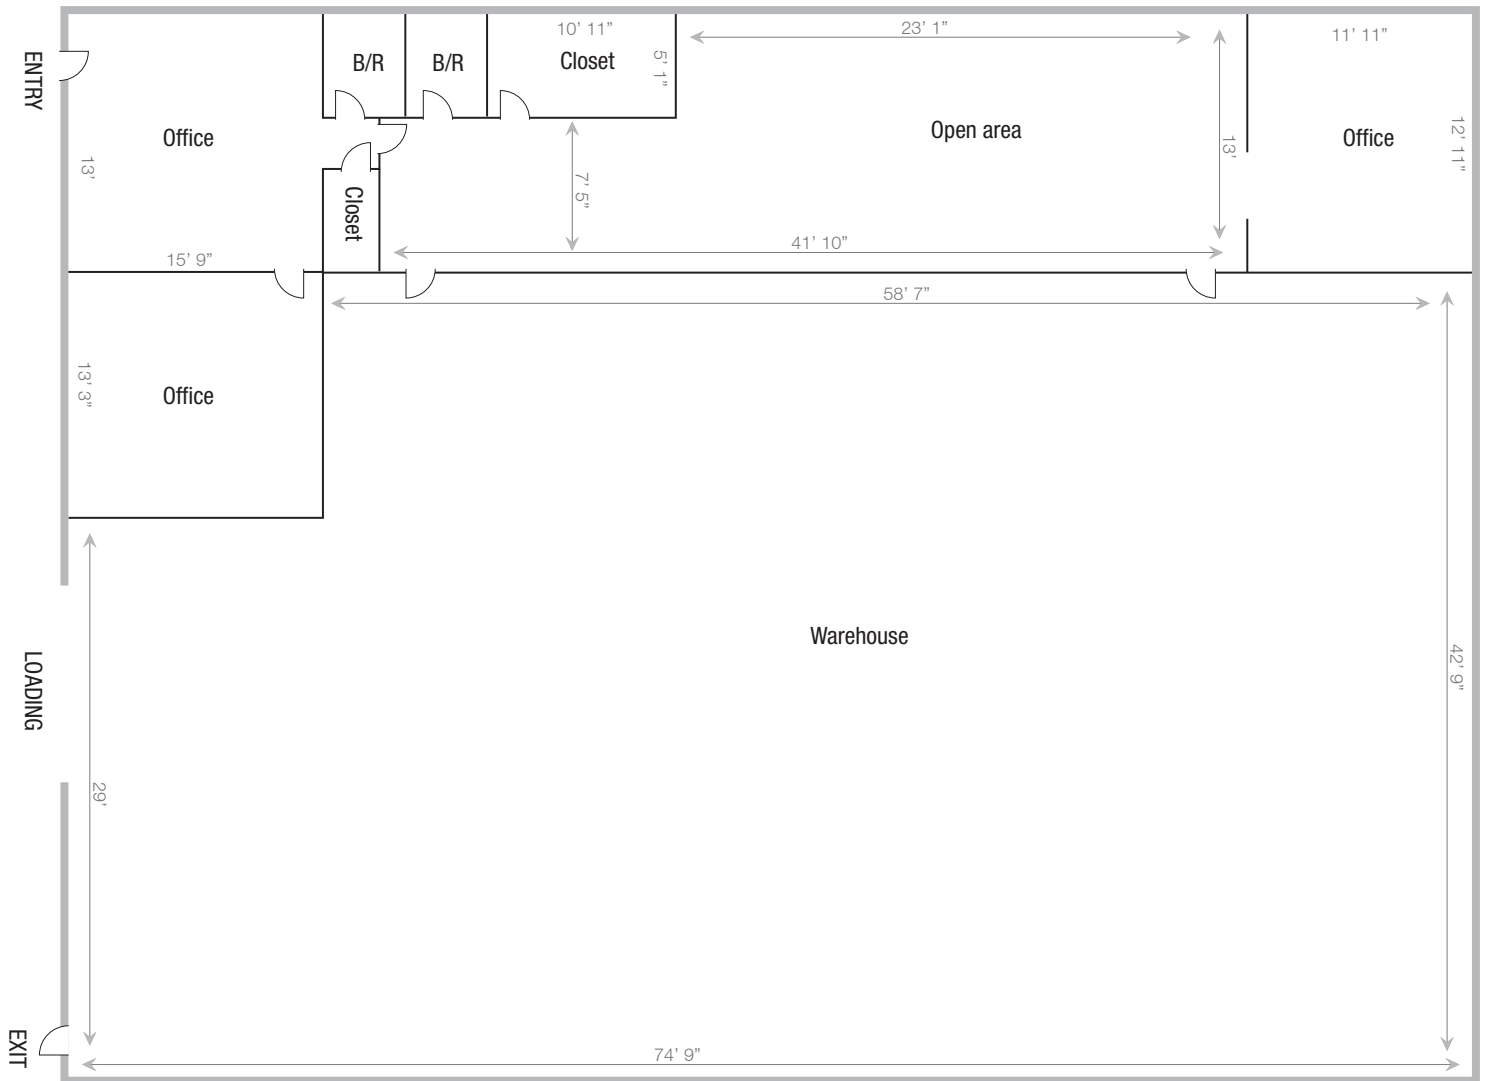 ENTRY
B/R
B/R
10’ 11”
Closet
5’ 1”
23’ 1”
11’ 11”
Office
13’
Open area
13’
Office
12’ 11”
7’ 5”
Closet
41’ 10”
15’ 9”
58’ 7”
13’ 3”
Office
Warehouse
42’ 9”
LOADING
29’
EXIT
74’ 9”